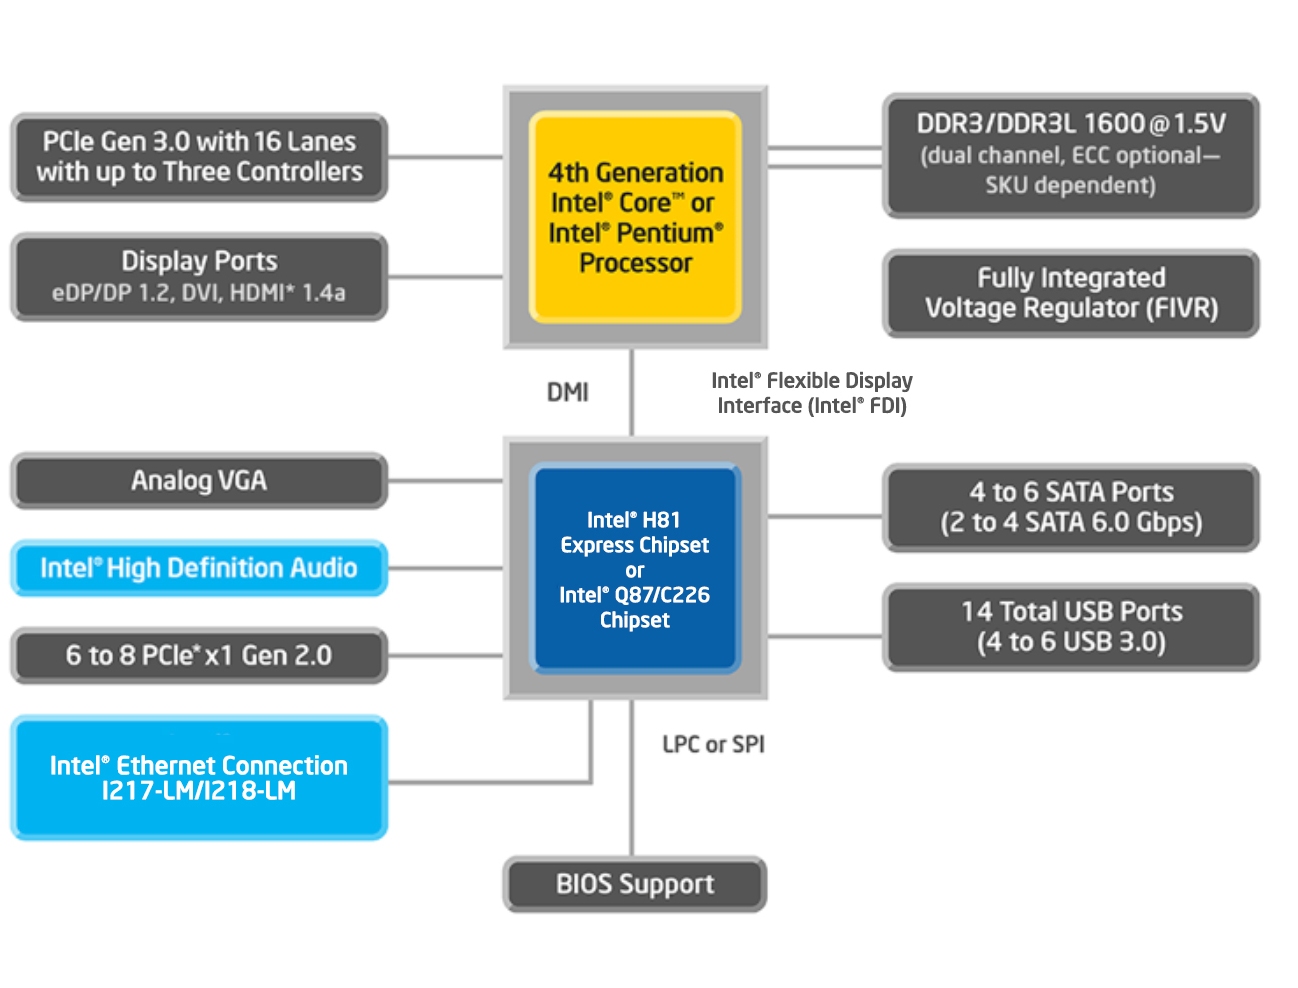 PCIe Gen 3.0 with 16 Lanes
with up to Three Controllers
Display Ports
eDP/DP 1.2, DVI, HDMI* 1.4a
4th Generation
Intel® Core™ or
Intel® Pentium®
Processor
DDR3/DDR3L 1600 @ 1.5V
(dual channel, ECC optional—
SKU dependent)
Fully Integrated
Voltage Regulator (FIVR)
DMI
Intel® Flexible Display
Interface (Intel® FDI)
Analog VGA
Intel® High Definition Audio
6 to 8 PCIe* x1 Gen 2.0
Intel® Ethernet Connection
I217-LM/I218-LM
Intel® H81
Express Chipset
or
Intel® Q87/C226
Chipset
4 to 6 SATA Ports
(2 to 4 SATA 6.0 Gbps)
14 Total USB Ports
(4 to 6 USB 3.0)
LPC or SPI
BIOS Support